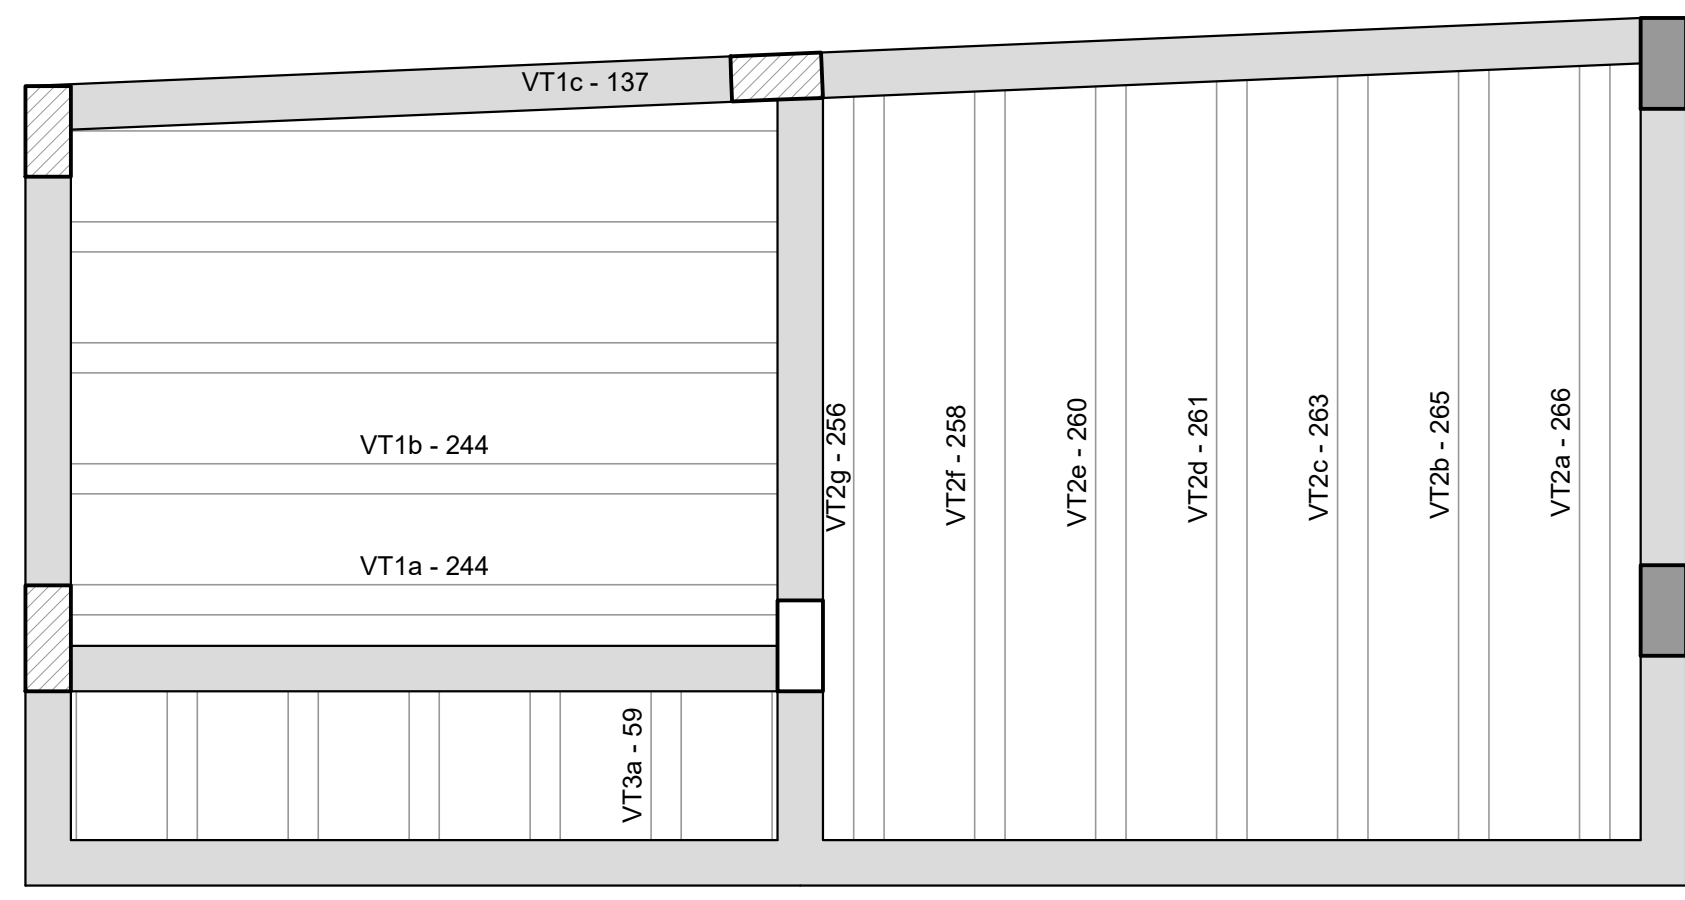 VT1c - 137
VT1b - 244
VT1a - 244
VT3a - 59
VT2g - 256
VT2f - 258
VT2e - 260
VT2d - 261
VT2c - 263
VT2b - 265
VT2a - 266